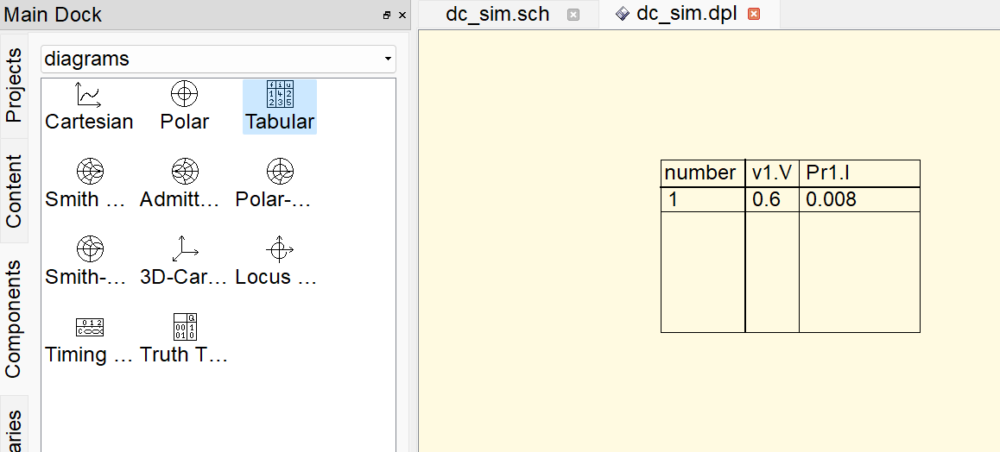 Main Dock
dc_sim.sch
dc_sim.dpl
Projects
Content
Components
aries
diagrams
Cartesian
Polar
Tabular
Smith ...
Admitt...
Polar-...
Smith-...
3D-Car...
Locus ...
Timing ...
Truth T...
number v1.V Pr1.I
1 0.6 0.008